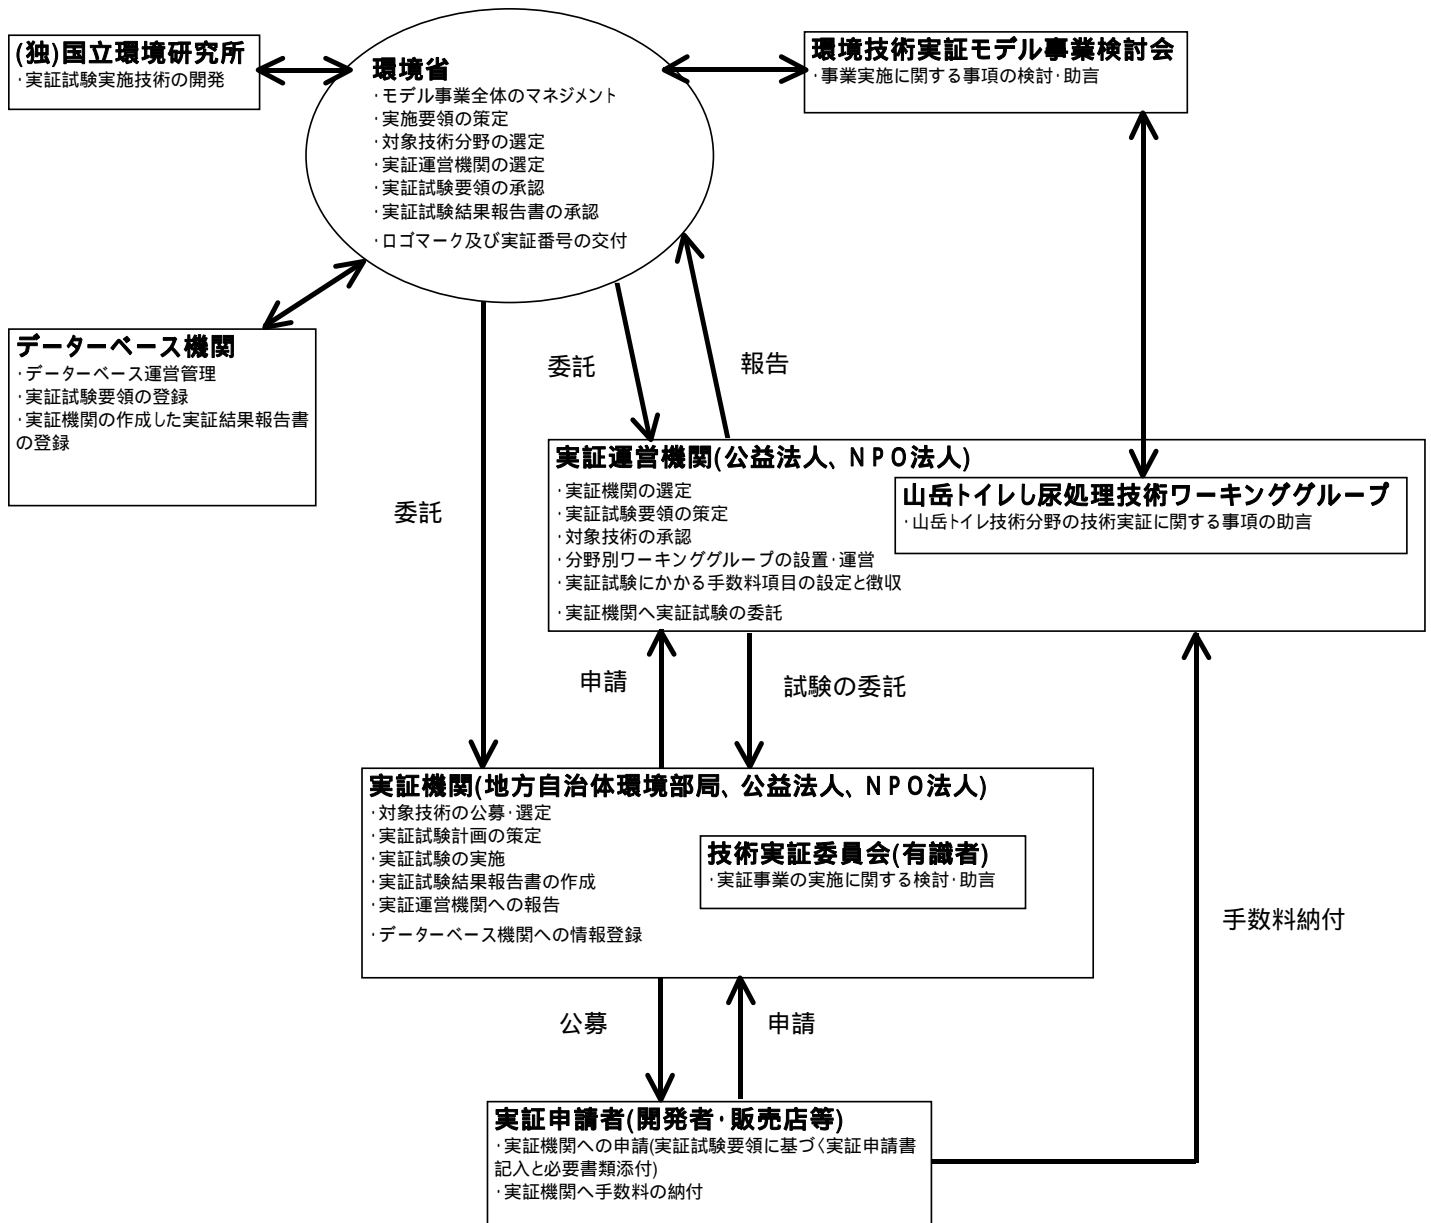 (独)国立環境研究所
･実証試験実施技術の開発
環境省
･モデル事業全体のマネジメント
･実施要領の策定
･対象技術分野の選定
･実証運営機関の選定
･実証試験要領の承認
･実証試験結果報告書の承認
･ロゴマーク及び実証番号の交付
環境技術実証モデル事業検討会
･事業実施に関する事項の検討･助言
データーベース機関
･データーベース運営管理
･実証試験要領の登録
･実証機関の作成した実証結果報告書
の登録
委託
報告
委託
実証運営機関(公益法人、NPO法人)
･実証機関の選定
･実証試験要領の策定
･対象技術の承認
･分野別ワーキンググループの設置･運営
･実証試験にかかる手数料項目の設定と徴収
･実証機関へ実証試験の委託
山岳トイレし尿処理技術ワーキンググループ
･山岳トイレ技術分野の技術実証に関する事項の助言
申請
試験の委託
実証機関(地方自治体環境部局、公益法人、NPO法人)
･対象技術の公募･選定
･実証試験計画の策定
･実証試験の実施
･実証試験結果報告書の作成
･実証運営機関への報告
･データーベース機関への情報登録
技術実証委員会(有識者)
･実証事業の実施に関する検討･助言
手数料納付
公募
申請
実証申請者(開発者･販売店等)
･実証機関への申請(実証試験要領に基づく実証申請書
記入と必要書類添付)
･実証機関へ手数料の納付